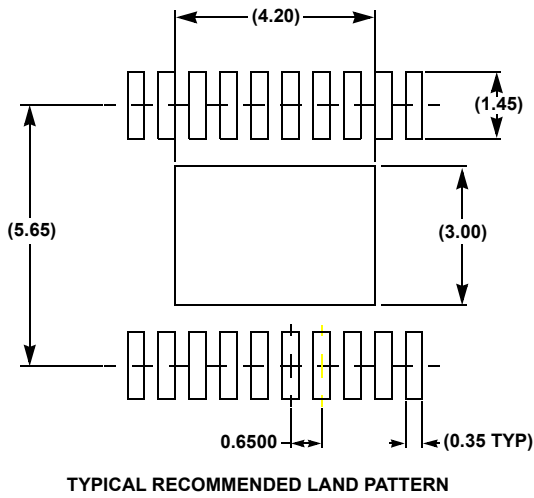 (4.20)
(1.45)
(5.65)
(3.00)
0.6500
(0.35 TYP)
TYPICAL RECOMMENDED LAND PATTERN